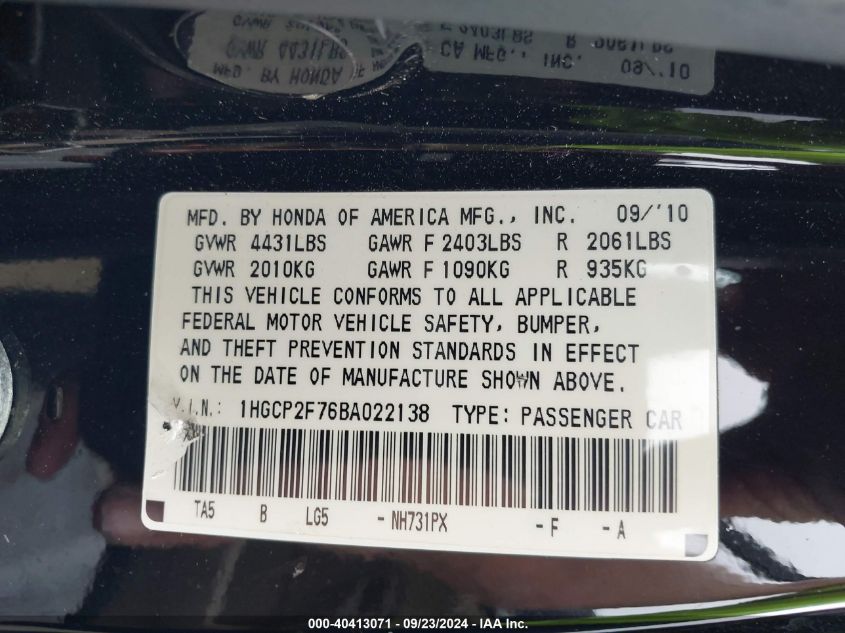 MFD. BY HONDA OF AMERICA MFG., INC. 09/'10
GVWR 4431LBS GAWR F 2403LBS R 2061LBS
GVWR 2010KG GAWR F 1090KG R 935KG
THIS VEHICLE CONFORMS TO ALL APPLICABLE
FEDERAL MOTOR VEHICLE SAFETY, BUMPER,
AND THEFT PREVENTION STANDARDS IN EFFECT
ON THE DATE OF MANUFACTURE SHOWN ABOVE.
V.I.N.: 1HGCP2F76BA022138 TYPE: PASSENGER CAR
TA5 B LG5 - NH731PX - F - A
000-40413071 - 09/23/2024 - IAA Inc.